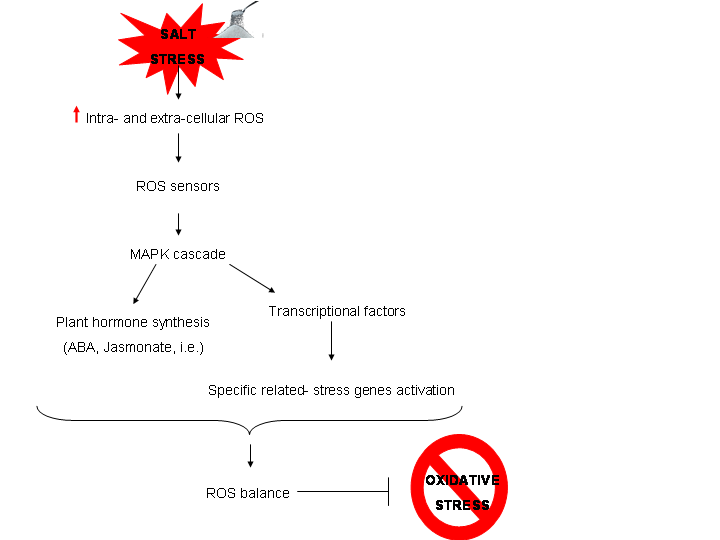 SALT
STRESS
Intra- and extra-cellular ROS
ROS sensors
MAPK cascade
Transcriptional factors
Plant hormone synthesis
(ABA, Jasmonate, i.e.)
Specific related- stress genes activation
ROS balance
OXIDATIVE
STRESS